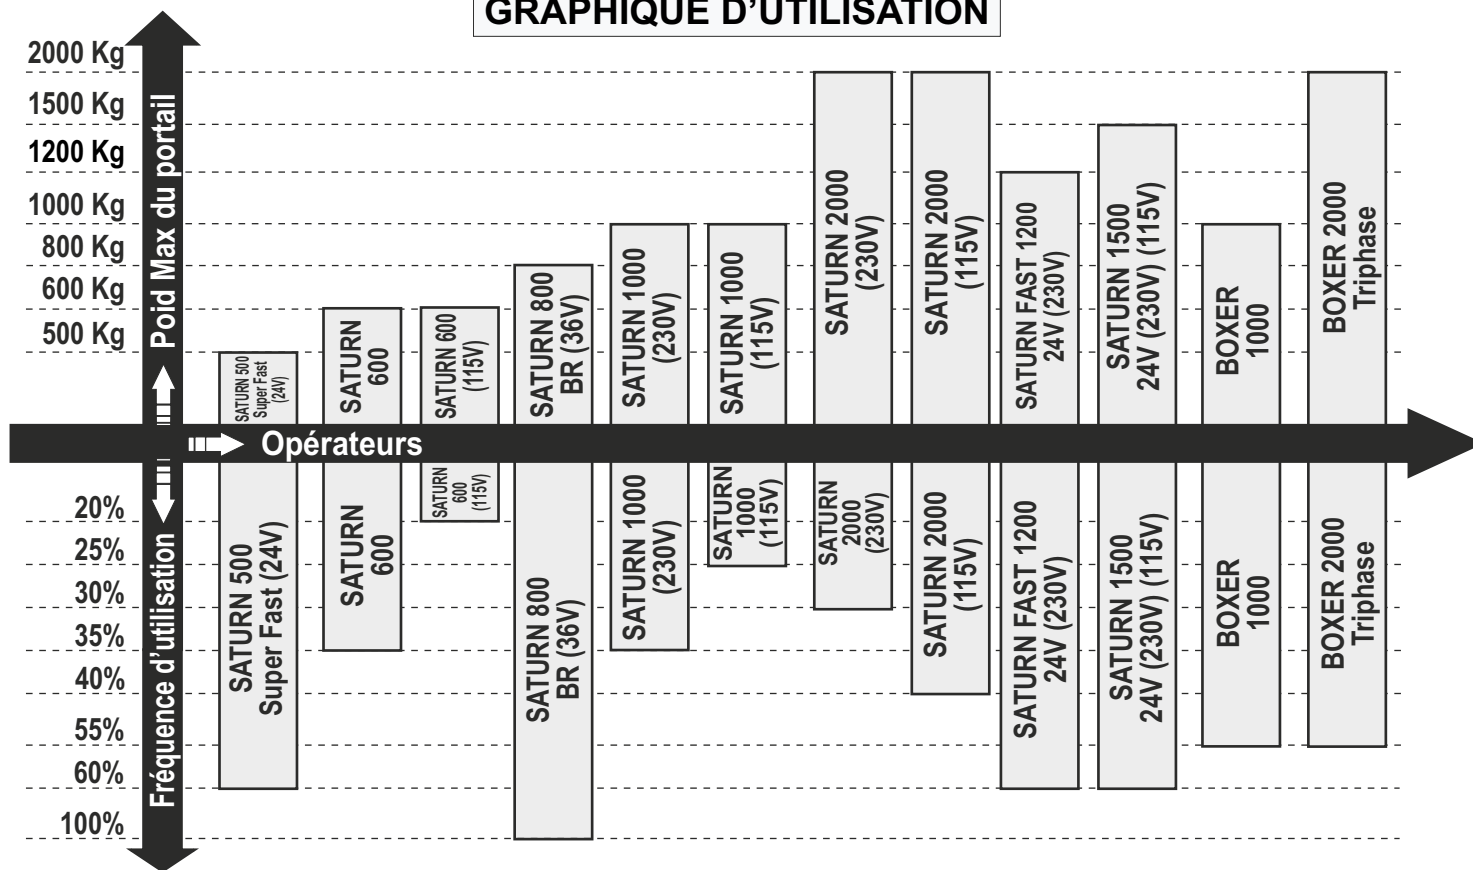 GRAPHIQUE D'UTILISATION
2000 Kg
1500 Kg
1200 Kg
1000 Kg
800 Kg
600 Kg
500 Kg
Poid Max du portail
SATURN 500
Super Fast
(24V)
SATURN
600
SATURN 600
(115V)
SATURN 800
BR (36V)
SATURN 1000
(230V)
SATURN 1000
(115V)
SATURN 2000
(230V)
SATURN 2000
(115V)
SATURN FAST 1200
24V (230V)
SATURN 1500
24V (230V) (115V)
BOXER
1000
BOXER 2000
Triphase
Opérateurs
20%
25%
30%
35%
40%
55%
60%
100%
Fréquence d'utilisation
SATURN 500
Super Fast (24V)
SATURN
600
SATURN
600
(115V)
SATURN 800
BR (36V)
SATURN 1000
(230V)
SATURN
1000
(115V)
SATURN
2000
(230V)
SATURN 2000
(115V)
SATURN FAST 1200
24V (230V)
SATURN 1500
24V (230V) (115V)
BOXER
1000
BOXER 2000
Triphase